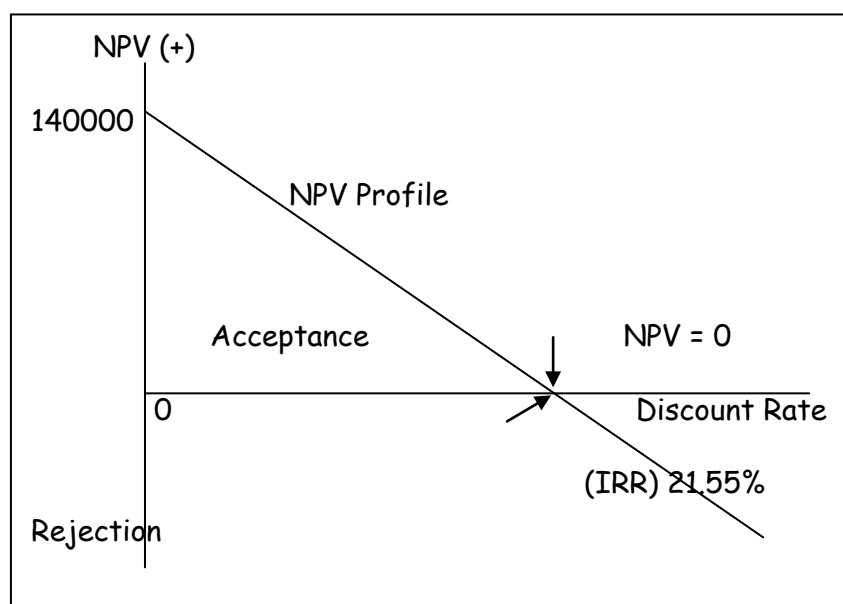 NPV (+)
140000
NPV Profile
Acceptance
NPV = 0
0
Discount Rate
(IRR) 21.55%
Rejection